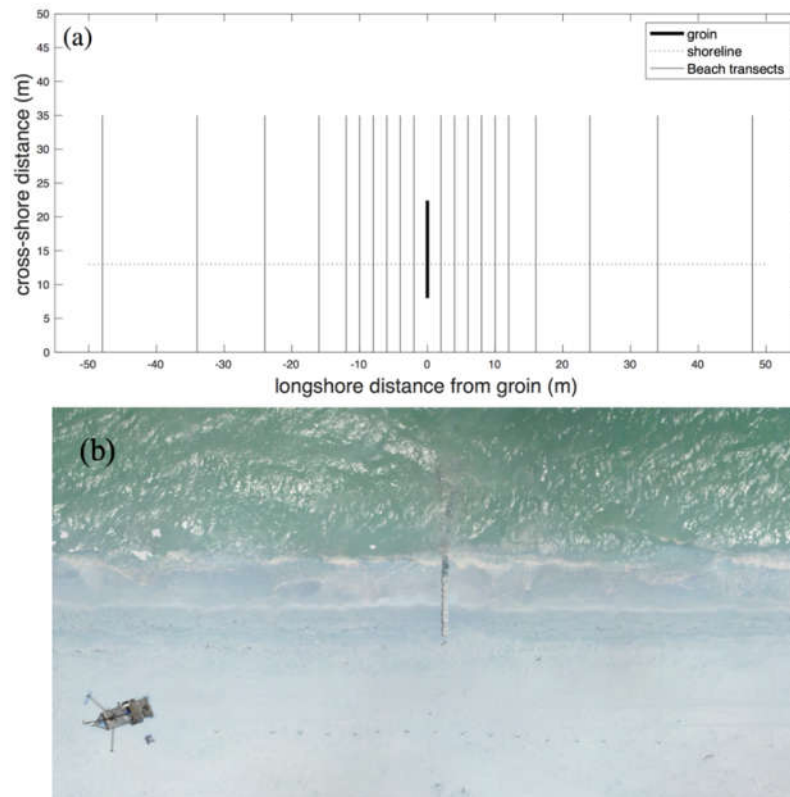 (a)
groin
shoreline
Beach transects
50
45
40
35
30
25
20
15
10
5
0
cross-shore distance (m)
-50 -40 -30 -20 -10 0 10 20 30 40 50
longshore distance from groin (m)
(b)